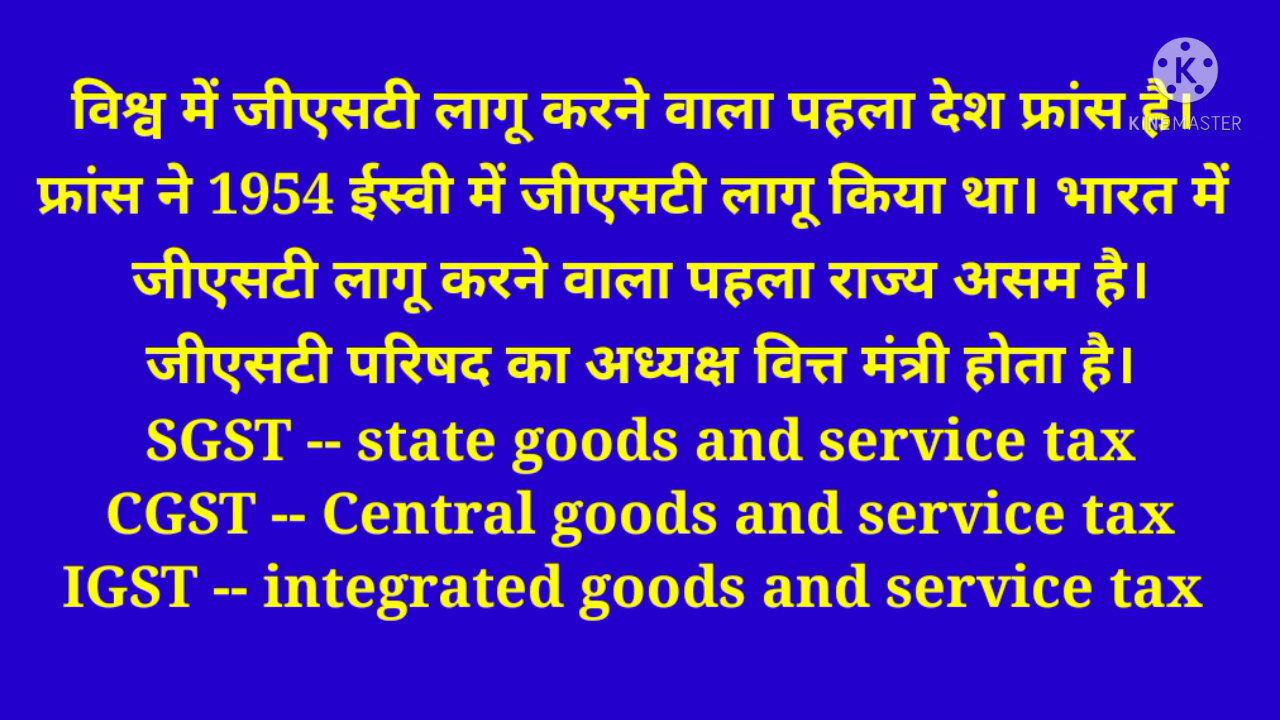 विश्व में जीएसटी लागू करने वाला पहला देश फ्रांस है।
फ्रांस ने 1954 ईस्वी में जीएसटी लागू किया था। भारत में
जीएसटी लागू करने वाला पहला राज्य असम है।
जीएसटी परिषद का अध्यक्ष वित्त मंत्री होता है।
SGST -- state goods and service tax
CGST -- Central goods and service tax
IGST -- integrated goods and service tax
K
KINEMASTER